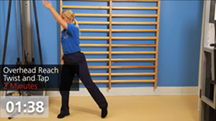 Overhead Reach
Twist and Tap
2 Minutes
01:38